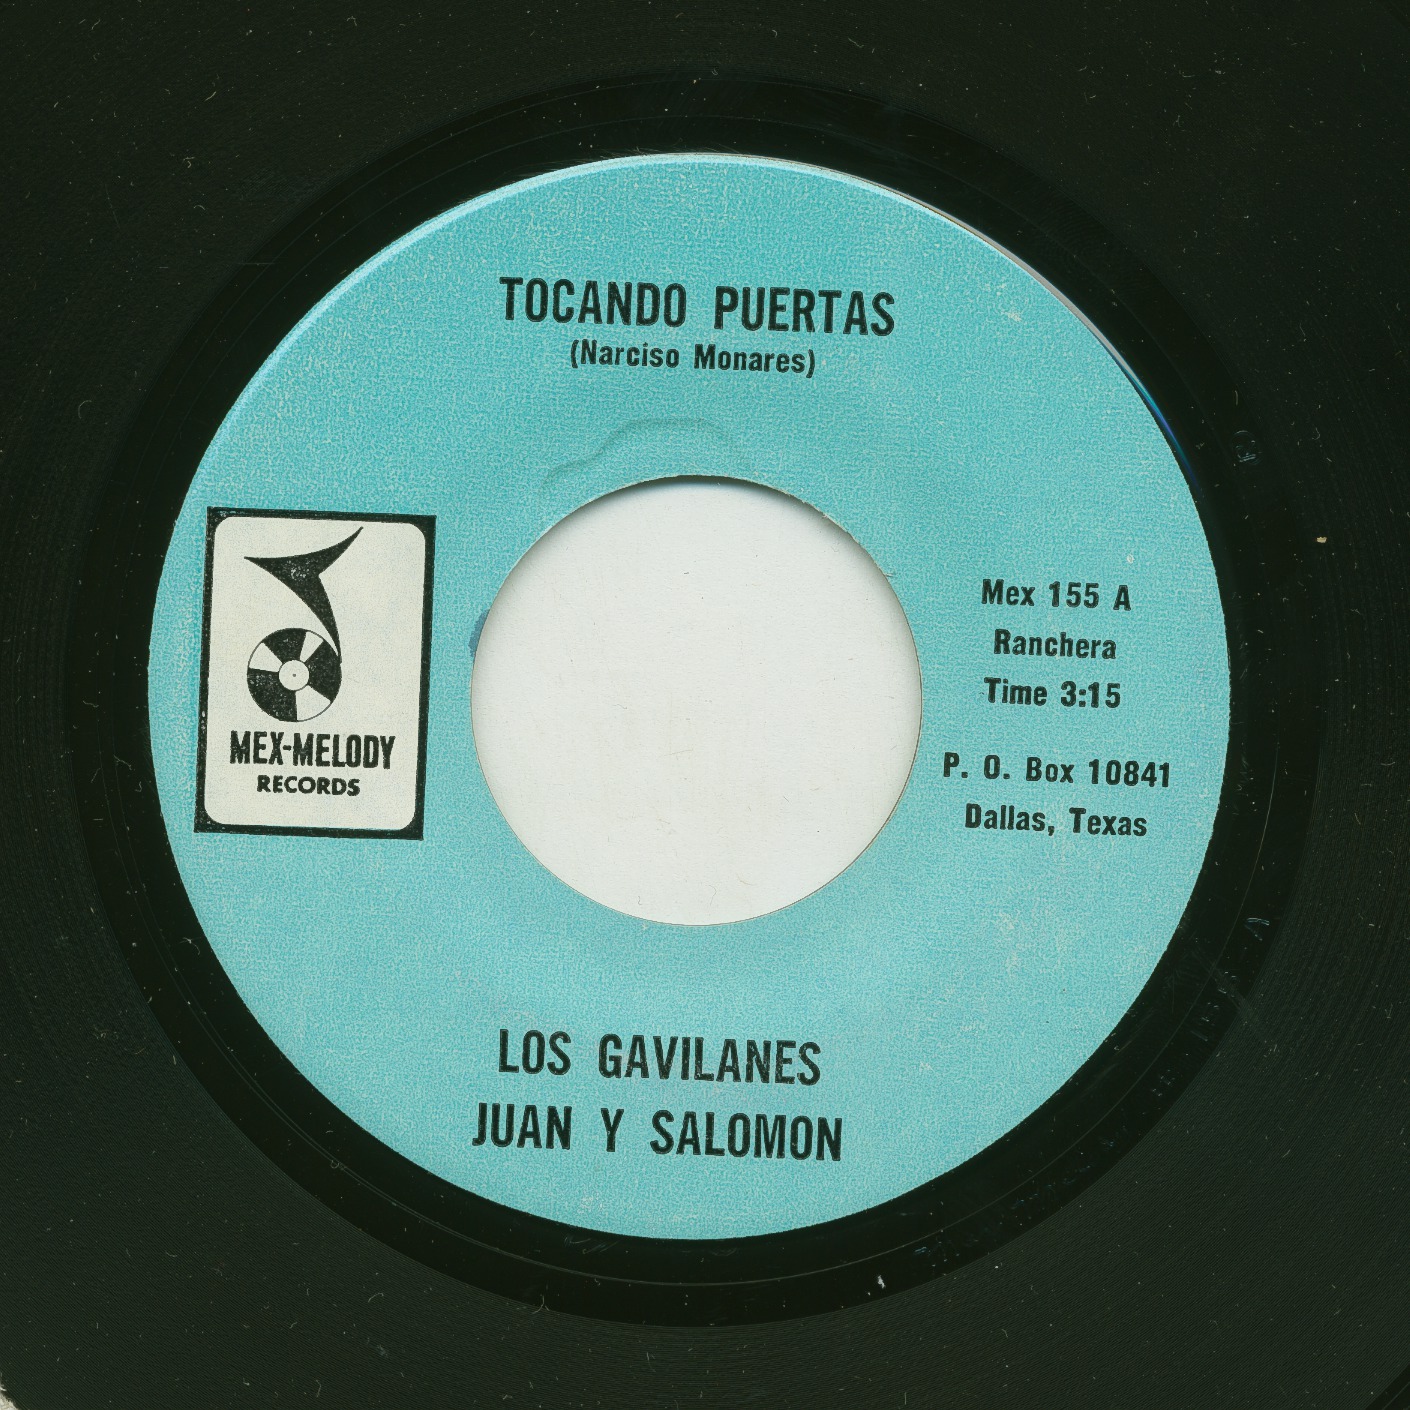 TOCANDO PUERTAS
(Narciso Monares)
MEX-MELODY
RECORDS
Mex 155 A
Ranchera
Time 3:15
P. O. Box 10841
Dallas, Texas
LOS GAVILANES
JUAN Y SALOMON